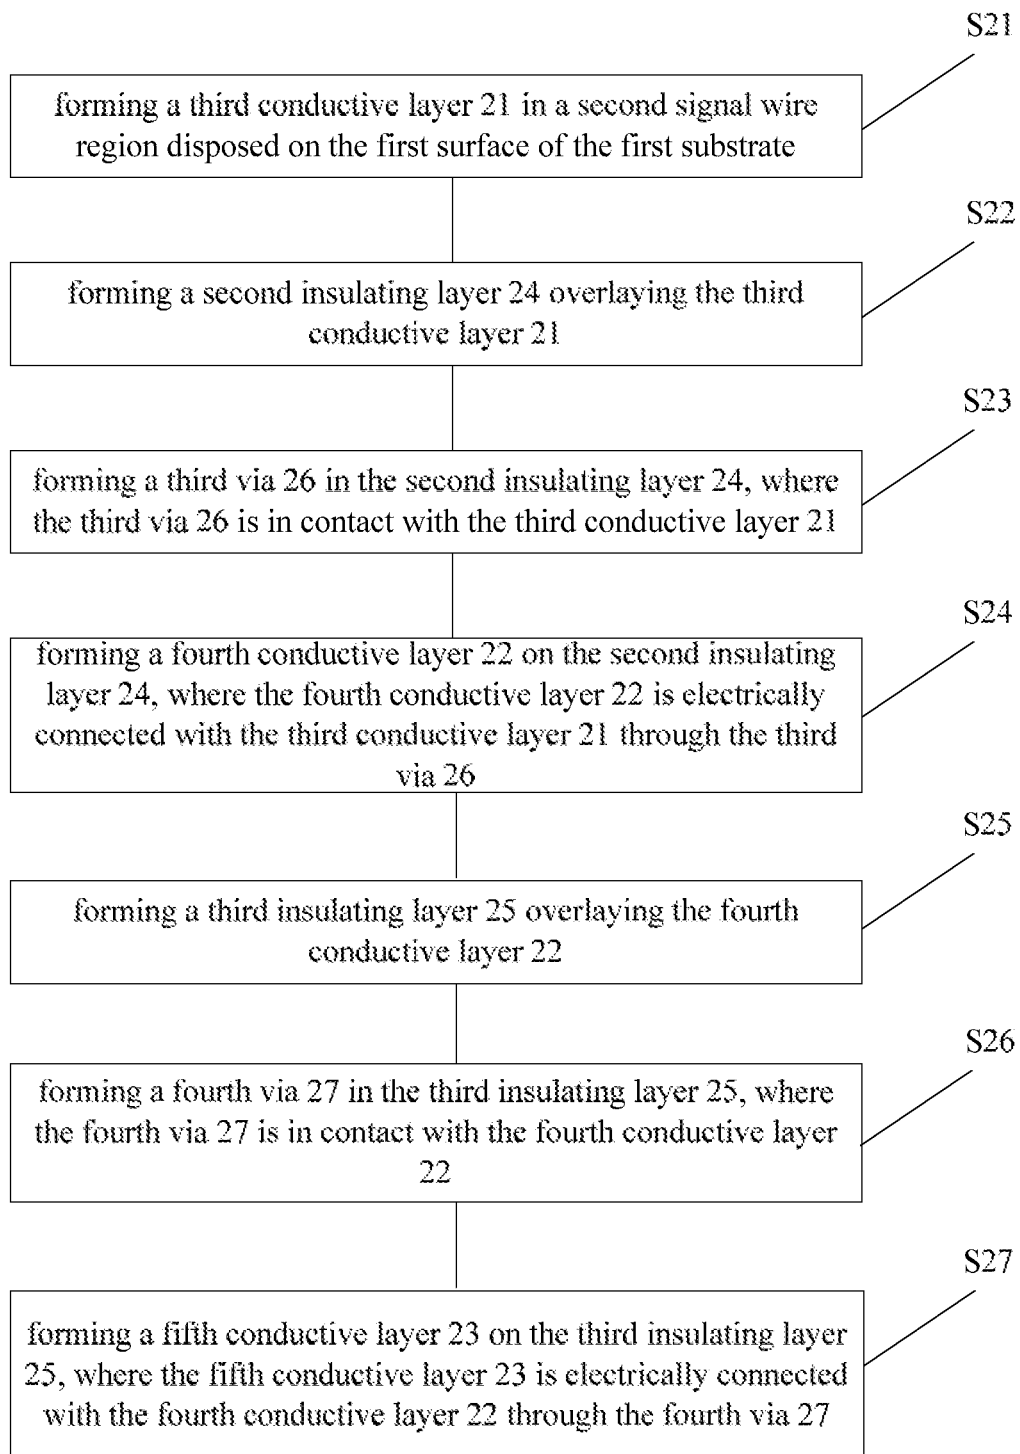 S21
forming a third conductive layer 21 in a second signal wire
region disposed on the first surface of the first substrate
S22
forming a second insulating layer 24 overlaying the third
conductive layer 21
S23
forming a third via 26 in the second insulating layer 24, where
the third via 26 is in contact with the third conductive layer 21
S24
forming a fourth conductive layer 22 on the second insulating
layer 24, where the fourth conductive layer 22 is electrically
connected with the third conductive layer 21 through the third
via 26
S25
forming a third insulating layer 25 overlaying the fourth
conductive layer 22
S26
forming a fourth via 27 in the third insulating layer 25, where
the fourth via 27 is in contact with the fourth conductive layer
22
S27
forming a fifth conductive layer 23 on the third insulating layer
25, where the fifth conductive layer 23 is electrically connected
with the fourth conductive layer 22 through the fourth via 27